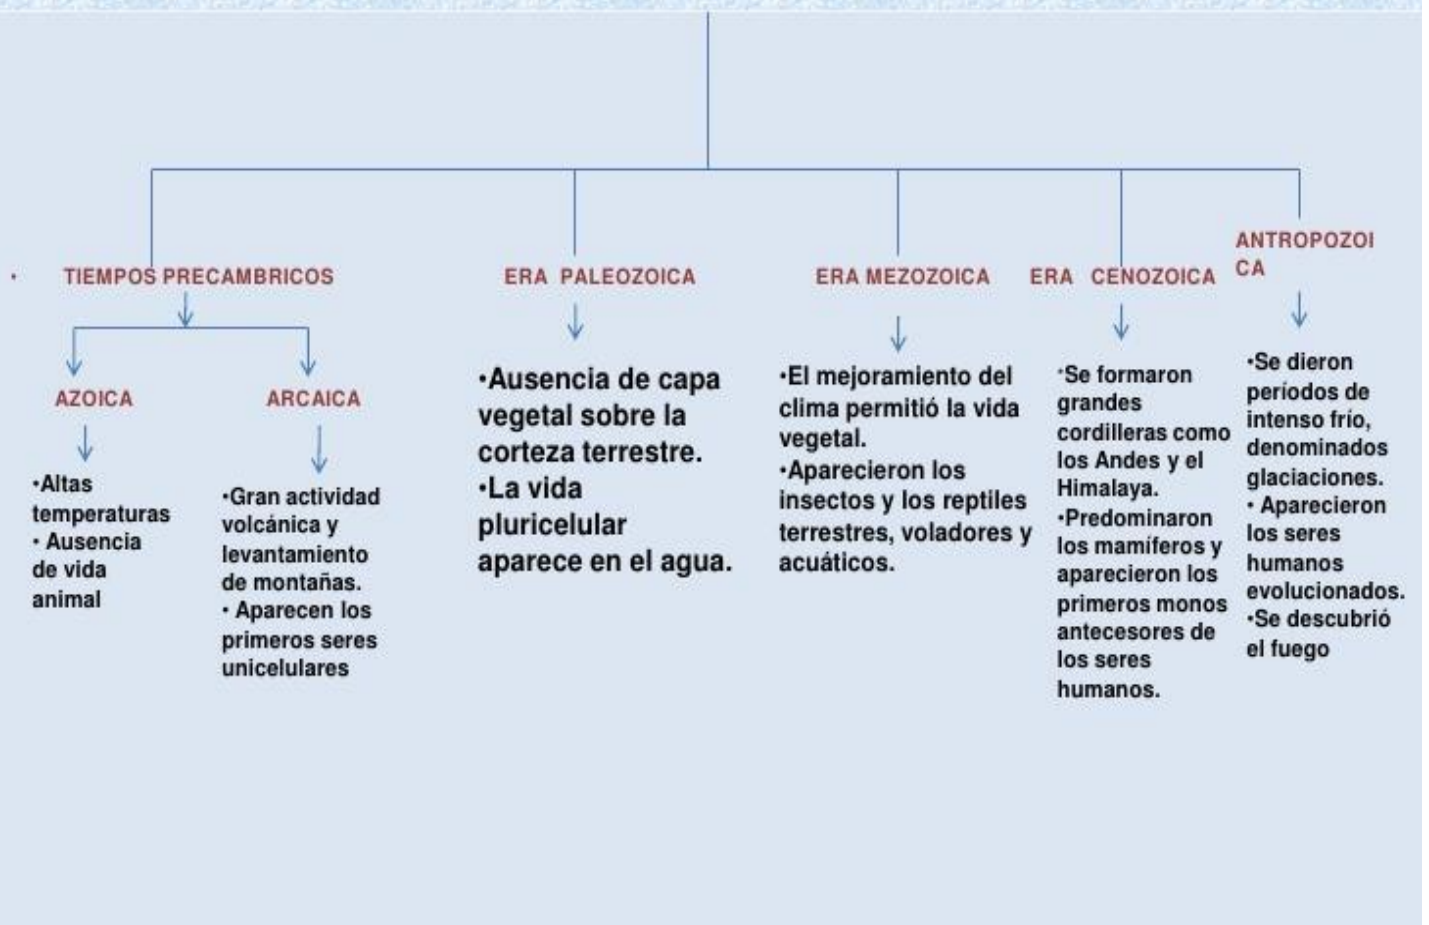 • TIEMPOS PRECAMBRICOS
AZOICA
•Altas
temperaturas
• Ausencia
de vida
animal
ARCAICA
•Gran actividad
volcánica y
levantamiento
de montañas.
• Aparecen los
primeros seres
unicelulares
ERA PALEOZOICA
•Ausencia de capa
vegetal sobre la
corteza terrestre.
•La vida
pluricelular
aparece en el agua.
ERA MEZOZOICA
•El mejoramiento del
clima permitió la vida
vegetal.
•Aparecieron los
insectos y los reptiles
terrestres, voladores y
acuáticos.
ERA CENOZOICA
•Se formaron
grandes
cordilleras como
los Andes y el
Himalaya.
•Predominaron
los mamíferos y
aparecieron los
primeros monos
antecesores de
los seres
humanos.
ANTROPOZOI
CA
•Se dieron
períodos de
intenso frío,
denominados
glaciaciones.
• Aparecieron
los seres
humanos
evolucionados.
•Se descubrió
el fuego